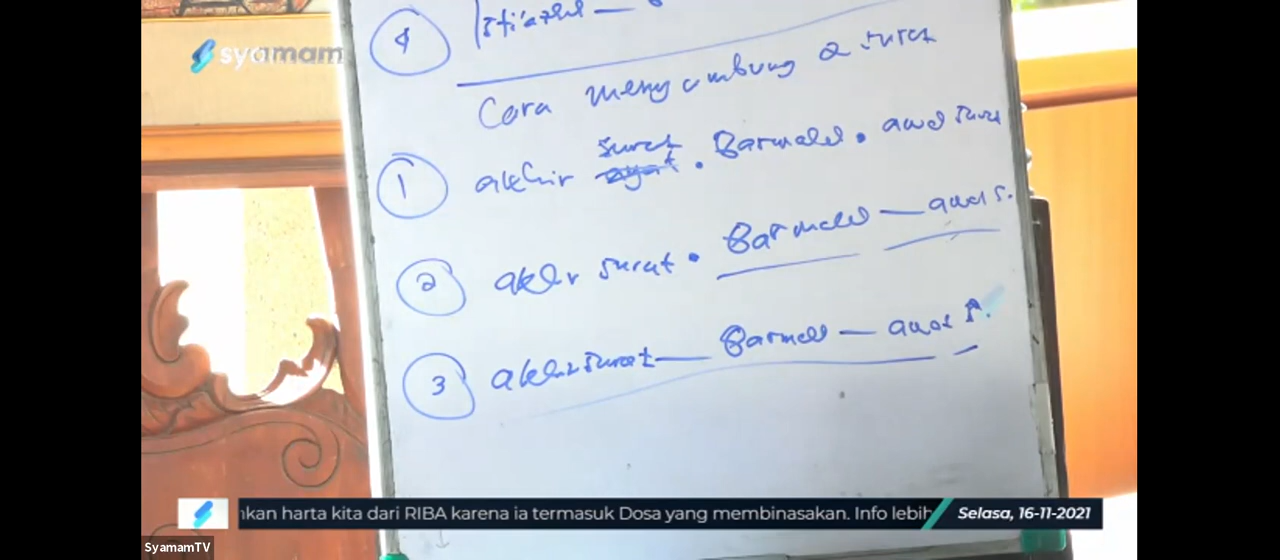 4 Isti'adzah —
syamam
Cara menyambung 2 surat
1 akhir surat . Basmalah . awal surat
2 akhir surat . Basmalah — awal s.
3 akhir surat — Basmalah — awal s.
nkan harta kita dari RIBA karena ia termasuk Dosa yang membinasakan. Info lebih
Selasa, 16-11-2021
SyamamTV